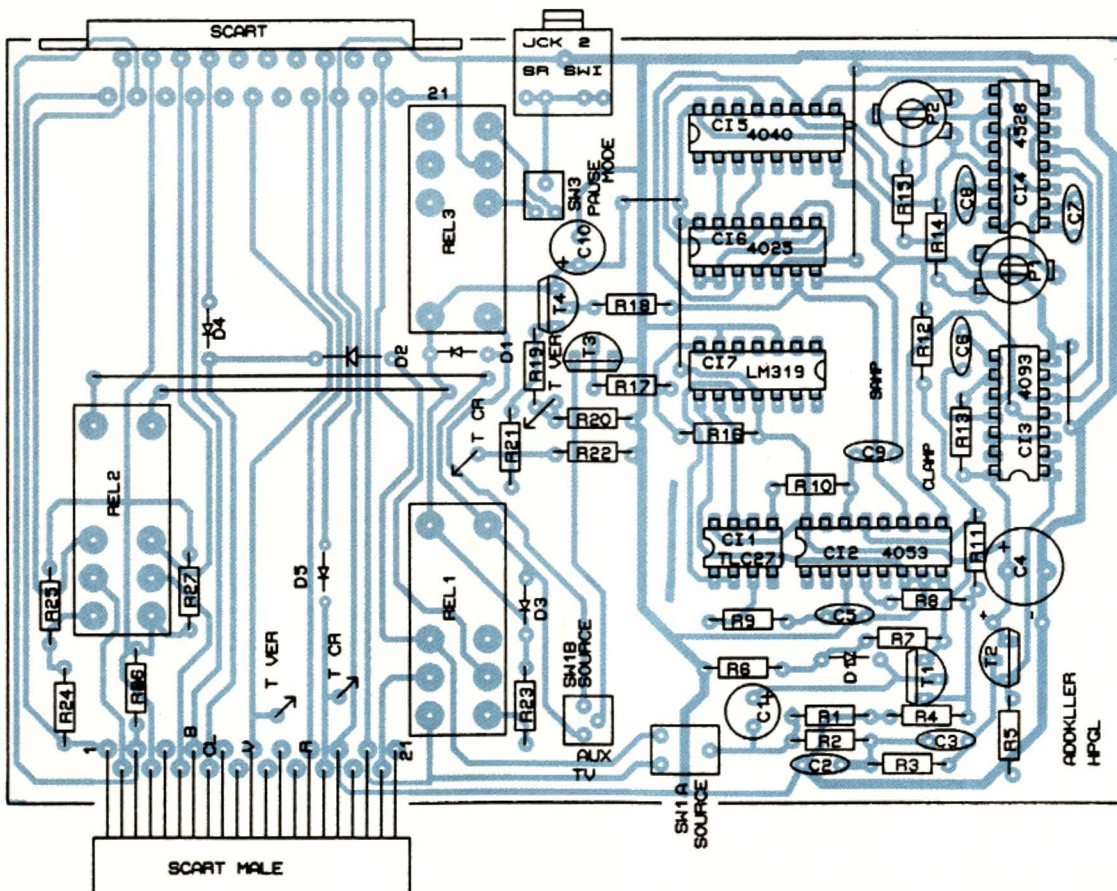 SCART
JCK 2
SR SWI
21
REL3
SW3
PAUSE
MODE
C10
+
T4
R18
R19
T VER
T3
R17
R20
R22
R21
T CR
D4
D2
D1
CI5
4040
CI6
4025
CI7
LM319
R16
R10
C9
SAMP
CLAMP
P2
R15
R14
C8
4528
CI4
C7
P1
R12
C6
4093
CI3
R13
REL2
R25
R27
R24
D5
T VER
T CR
REL1
D3
R23
SW1B
SOURCE
AUX
TV
SW1A
SOURCE
CI1
TLC27
CI2
4053
R11
+
C4
R9
C5
R8
R7
R6
D1
T1
+
-
T2
C1
+
R1
R4
R2
C3
C2
R3
R5
ADDKLLER
HPGL
1
B
CL
V
R
21
SCART MALE